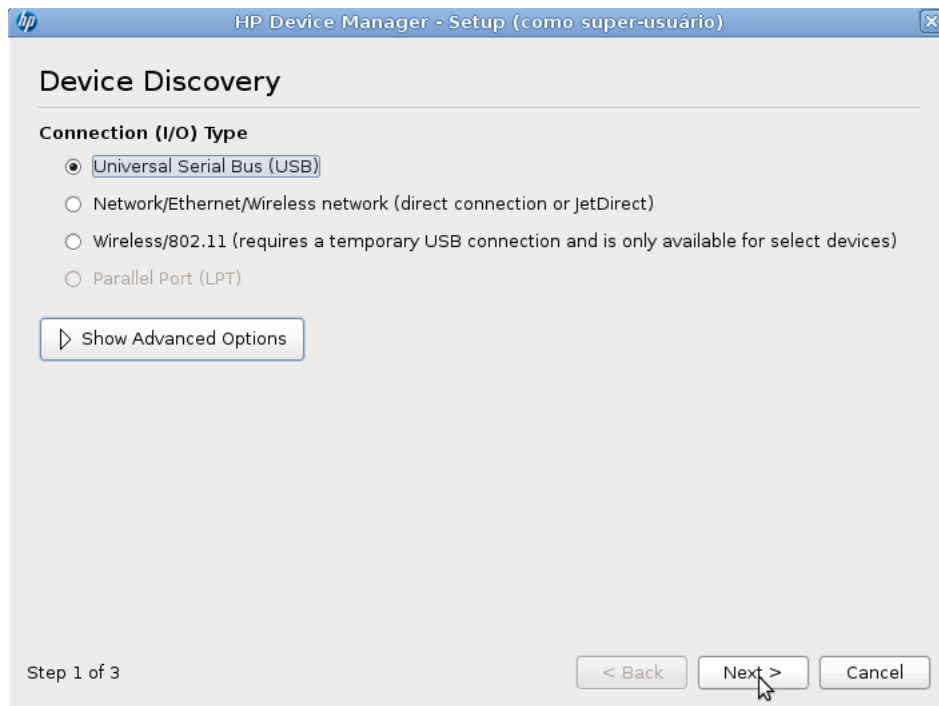 hp
HP Device Manager - Setup (como super-usuário)
Device Discovery
Connection (I/O) Type
Universal Serial Bus (USB)
Network/Ethernet/Wireless network (direct connection or JetDirect)
Wireless/802.11 (requires a temporary USB connection and is only available for select devices)
Parallel Port (LPT)
Show Advanced Options
Step 1 of 3
< Back
Next >
Cancel